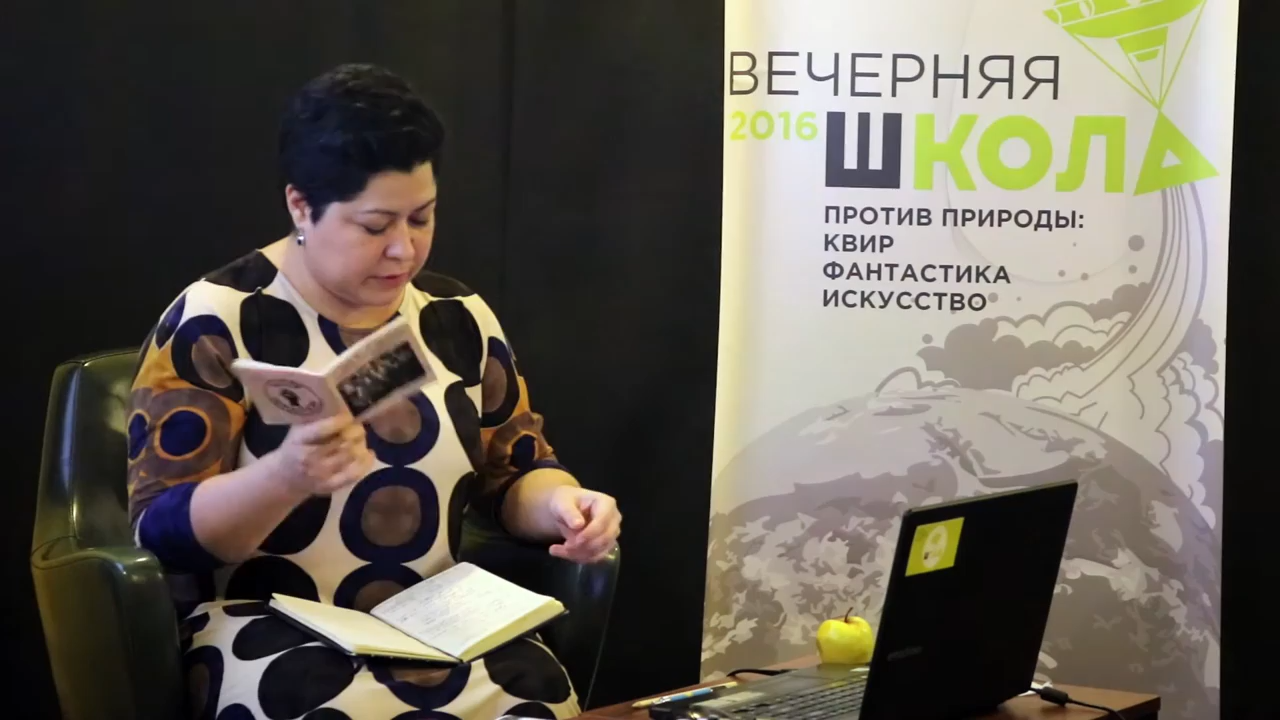 ВЕЧЕРНЯЯ
2016 ШКОЛА
ПРОТИВ ПРИРОДЫ:
КВИР
ФАНТАСТИКА
ИСКУССТВО